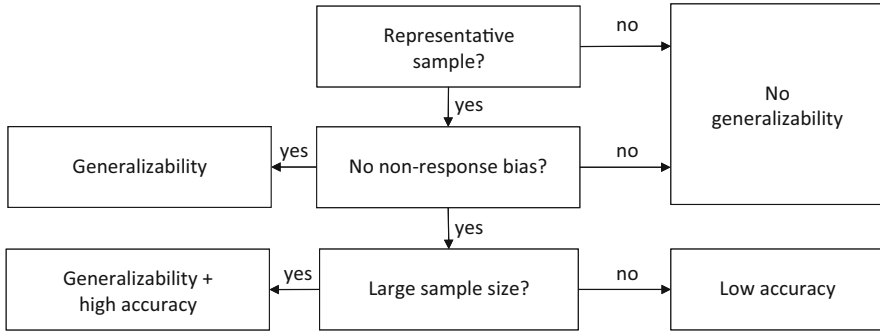 Representative
sample?
no
No
generalizability
yes
Generalizability
yes
No non-response bias?
no
yes
Generalizability +
high accuracy
yes
Large sample size?
no
Low accuracy